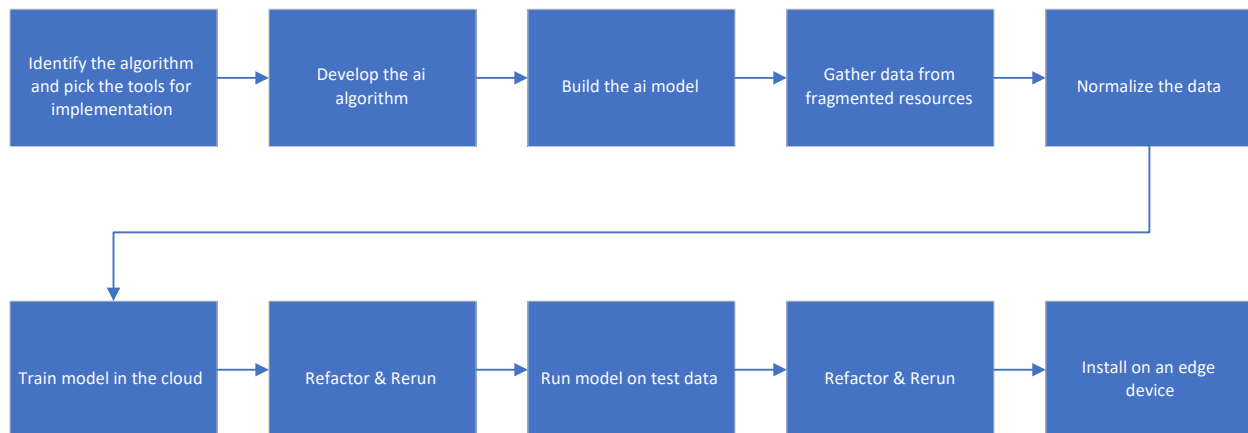 Identify the algorithm
and pick the tools for
implementation
Develop the ai
algorithm
Build the ai model
Gather data from
fragmented resources
Normalize the data
Train model in the cloud
Refactor & Rerun
Run model on test data
Refactor & Rerun
Install on an edge
device